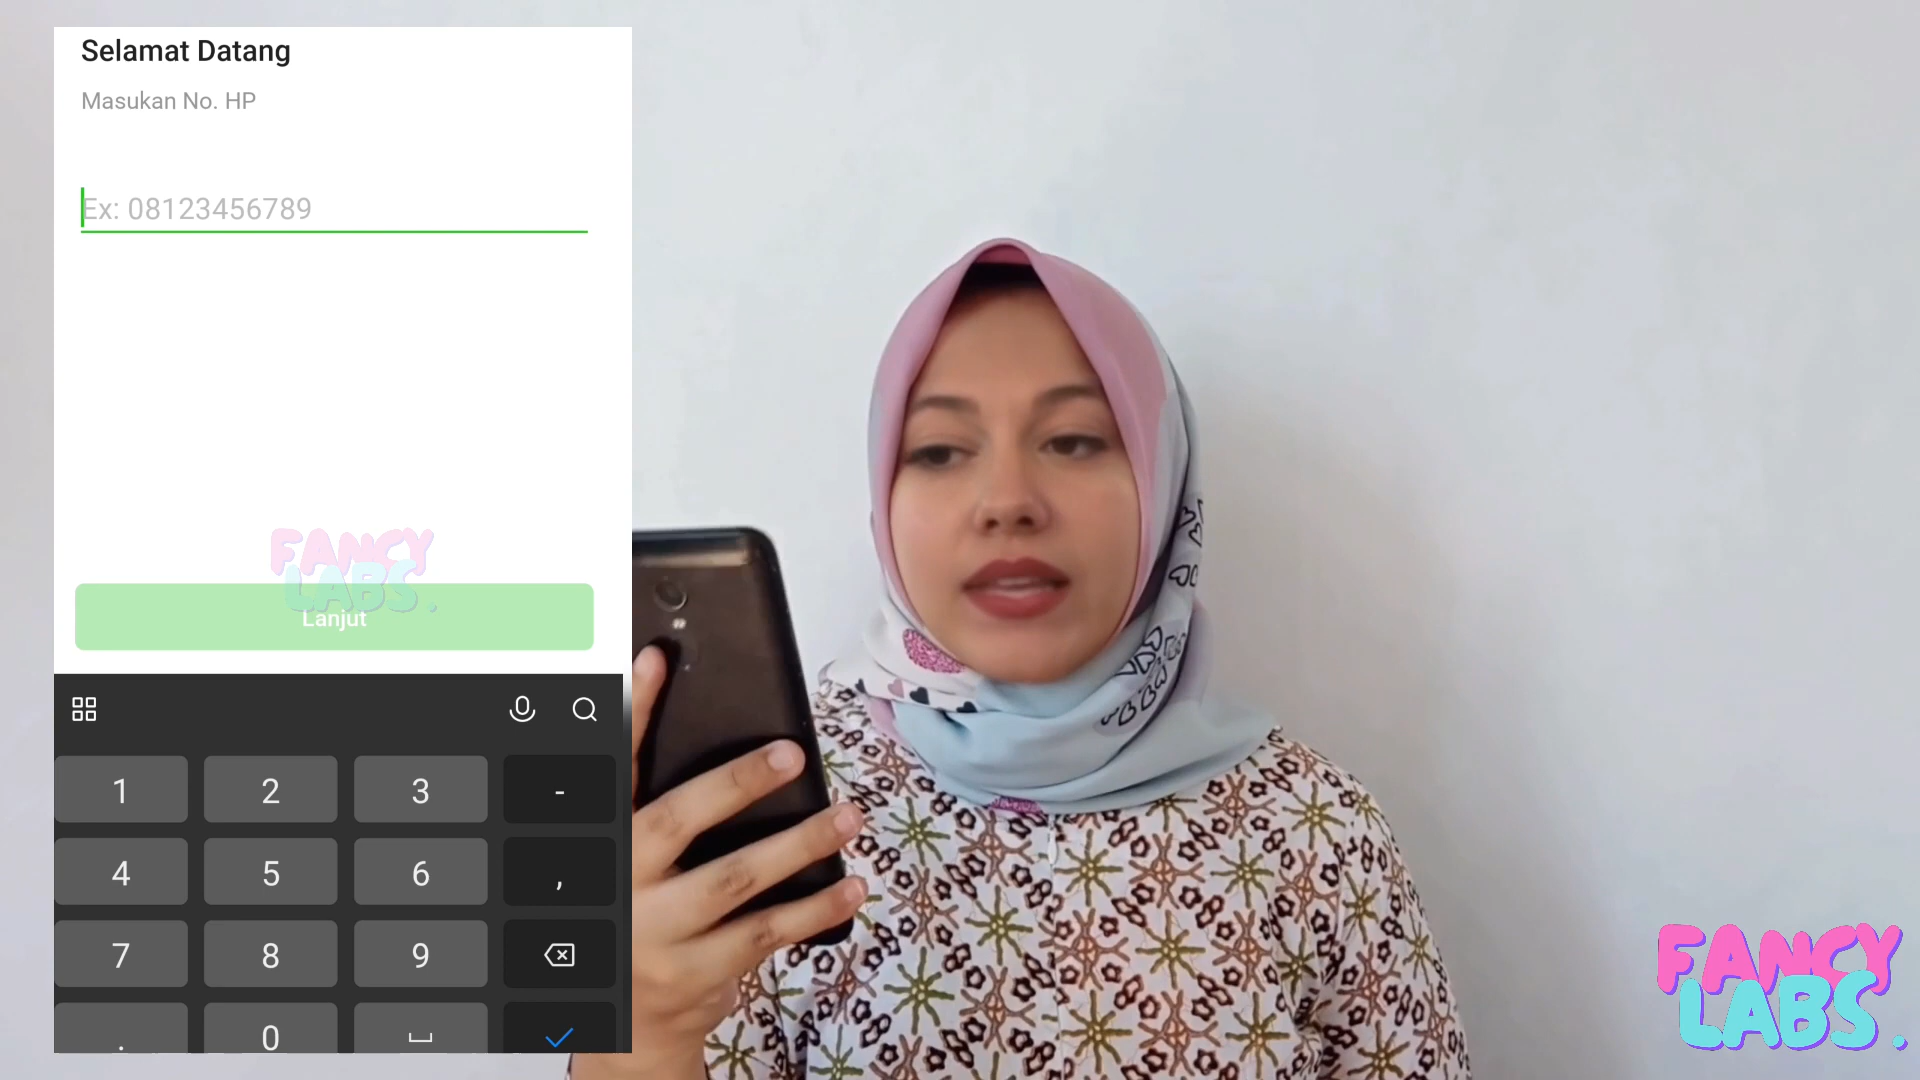 Selamat Datang
Masukan No. HP
Ex: 08123456789
FANCY
LABS.
Lanjut
1 2 3 -
4 5 6 ,
7 8 9
. 0
FANCY
LABS.